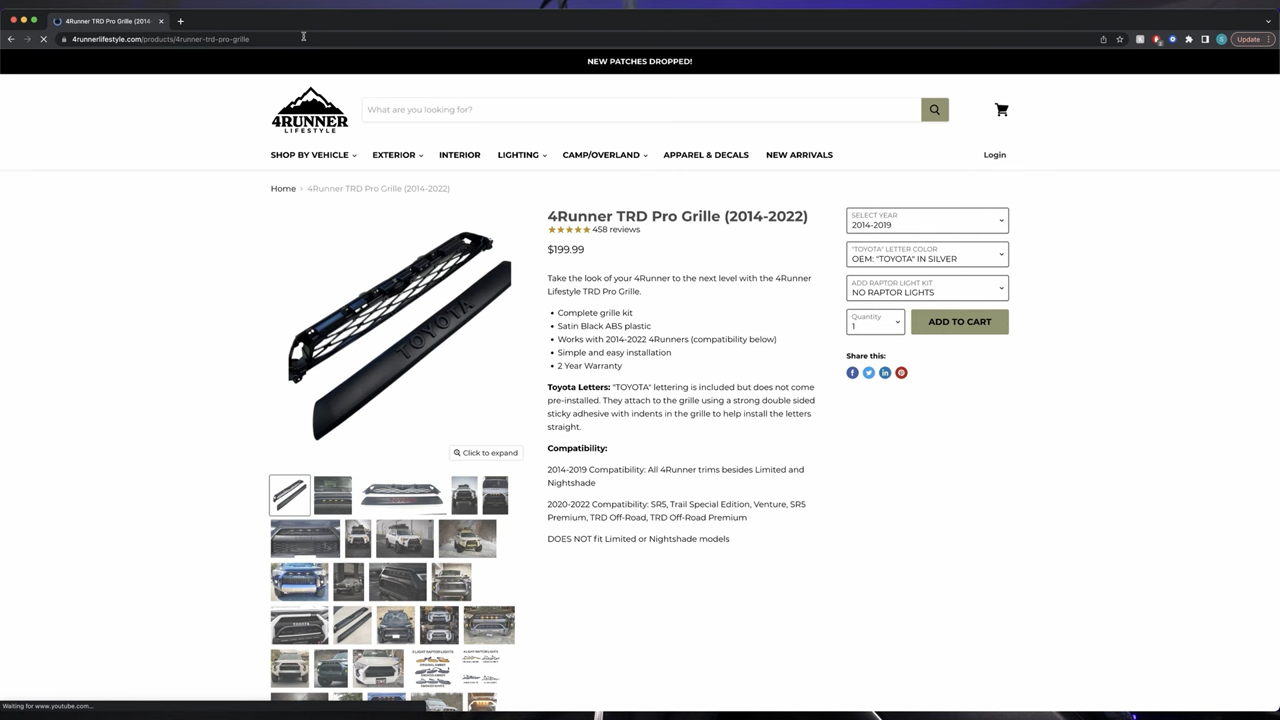 4Runner TRD Pro Grille (2014-
4runnerlifestyle.com/products/4runner-trd-pro-grille
Update
NEW PATCHES DROPPED!
4RUNNER
LIFESTYLE
What are you looking for?
SHOP BY VEHICLE
EXTERIOR
INTERIOR
LIGHTING
CAMP/OVERLAND
APPAREL & DECALS
NEW ARRIVALS
Login
Home
4Runner TRD Pro Grille (2014-2022)
TOYOTA
Click to expand
4Runner TRD Pro Grille (2014-2022)
458 reviews
$199.99
Take the look of your 4Runner to the next level with the 4Runner
Lifestyle TRD Pro Grille.
• Complete grille kit
• Satin Black ABS plastic
• Works with 2014-2022 4Runners (compatibility below)
• Simple and easy installation
• 2 Year Warranty
Toyota Letters: "TOYOTA" lettering is included but does not come
pre-installed. They attach to the grille using a strong double sided
sticky adhesive with indents in the grille to help install the letters
straight.
Compatibility:
2014-2019 Compatibility: All 4Runner trims besides Limited and
Nightshade
2020-2022 Compatibility: SR5, Trail Special Edition, Venture, SR5
Premium, TRD Off-Road, TRD Off-Road Premium
DOES NOT fit Limited or Nightshade models
SELECT YEAR
2014-2019
"TOYOTA" LETTER COLOR
OEM: "TOYOTA" IN SILVER
ADD RAPTOR LIGHT KIT
NO RAPTOR LIGHTS
Quantity
1
ADD TO CART
Share this:
Waiting for www.youtube.com...